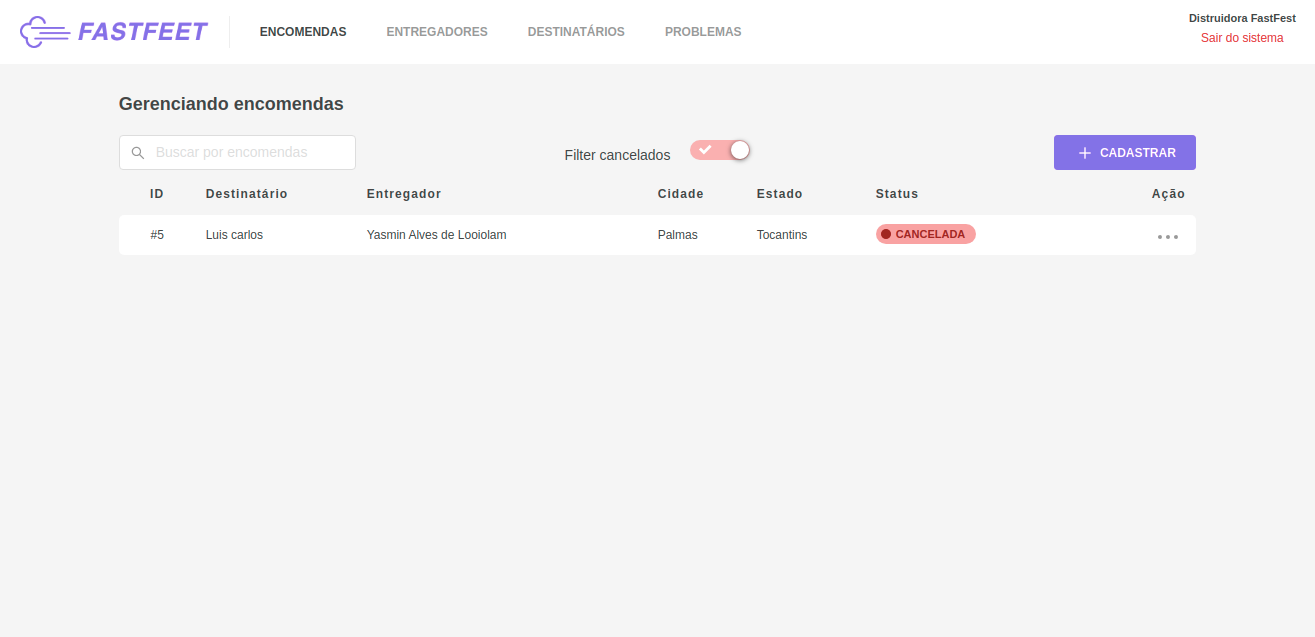 FASTFEET
ENCOMENDAS ENTREGADORES DESTINATÁRIOS PROBLEMAS
Distruidora FastFest
Sair do sistema
Gerenciando encomendas
Buscar por encomendas
Filter cancelados
CADASTRAR
ID Destinatário Entregador Cidade Estado Status Ação
#5 Luis carlos Yasmin Alves de Looiolam Palmas Tocantins CANCELADA